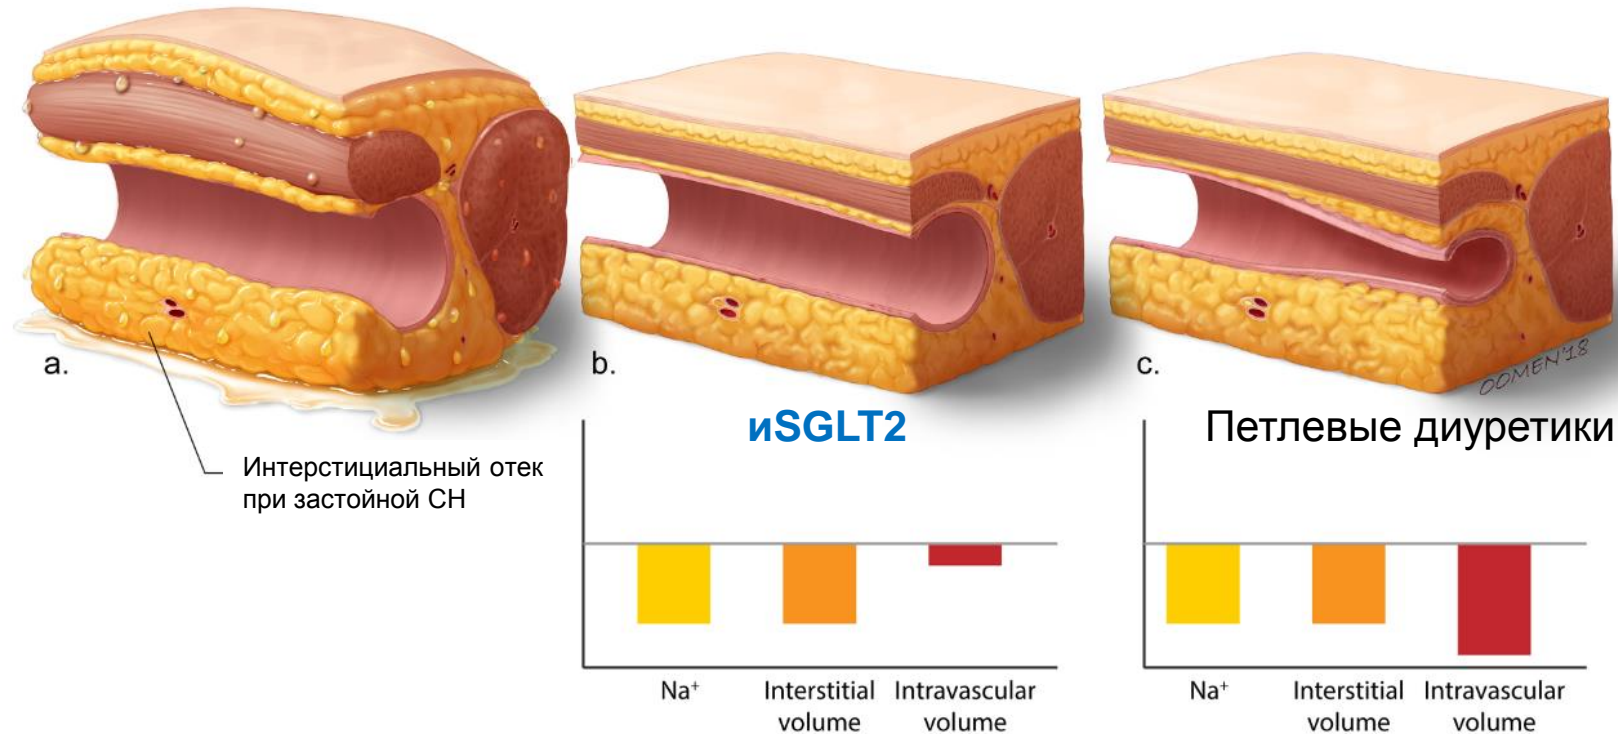 a.
Интерстициальный отек
при застойной СН
b.
иSGLT2
Na⁺
Interstitial
volume
Intravascular
volume
c.
OOMEN'18
Петлевые диуретики
Na⁺
Interstitial
volume
Intravascular
volume